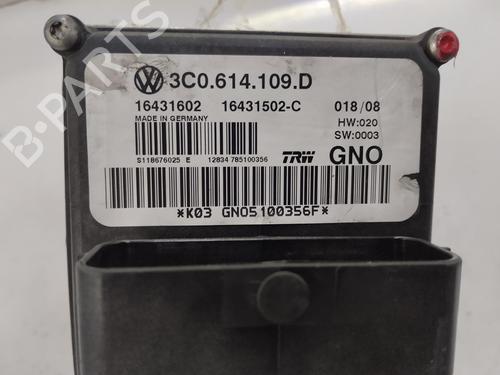 3C0.614.109.D
16431602 16431502-C 018/08
MADE IN GERMANY HW:020
SW:0003
S118676025 E 12834 785100356 TRW GNO
*K03 GNO5100356F*
B-Parts